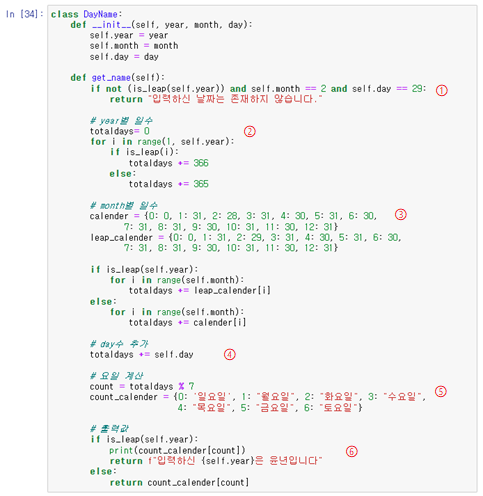 In [34]: class DayName:
def __init__(self, year, month, day):
self.year = year
self.month = month
self.day = day
def get_name(self):
if not (is_leap(self.year)) and self.month == 2 and self.day == 29: ①
return "입력하신 날짜는 존재하지 않습니다."
# year별 일수
totaldays= 0 ②
for i in range(1, self.year):
if is_leap(i):
totaldays += 366
else:
totaldays += 365
# month별 일수
calender = {0: 0, 1: 31, 2: 28, 3: 31, 4: 30, 5: 31, 6: 30, ③
7: 31, 8: 31, 9: 30, 10: 31, 11: 30, 12: 31}
leap_calender = {0: 0, 1: 31, 2: 29, 3: 31, 4: 30, 5: 31, 6: 30,
7: 31, 8: 31, 9: 30, 10: 31, 11: 30, 12: 31}
if is_leap(self.year):
for i in range(self.month):
totaldays += leap_calender[i]
else:
for i in range(self.month):
totaldays += calender[i]
# day수 추가
totaldays += self.day ④
# 요일 계산
count = totaldays % 7
count_calender = {0: '일요일', 1: "월요일", 2: "화요일", 3: "수요일", ⑤
4: "목요일", 5: "금요일", 6: "토요일"}
# 출력값
if is_leap(self.year):
print(count_calender[count]) ⑥
return f"입력하신 {self.year}은 윤년입니다"
else:
return count_calender[count]